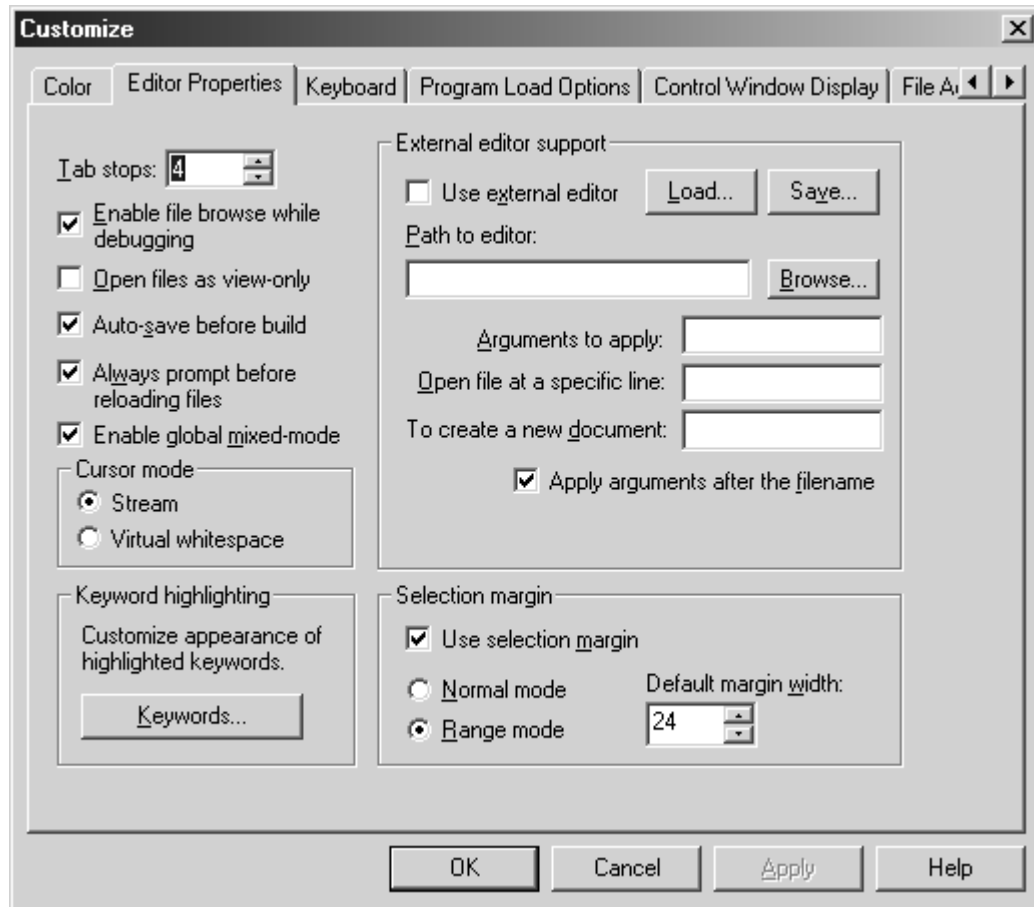 Customize
Color
Editor Properties
Keyboard
Program Load Options
Control Window Display
File A
Tab stops: 4
Enable file browse while
debugging
Open files as view-only
Auto-save before build
Always prompt before
reloading files
Enable global mixed-mode
Cursor mode
Stream
Virtual whitespace
Keyword highlighting
Customize appearance of
highlighted keywords.
Keywords...
External editor support
Use external editor
Load...
Save...
Path to editor:
Browse...
Arguments to apply:
Open file at a specific line:
To create a new document:
Apply arguments after the filename
Selection margin
Use selection margin
Normal mode
Range mode
Default margin width:
24
OK
Cancel
Apply
Help